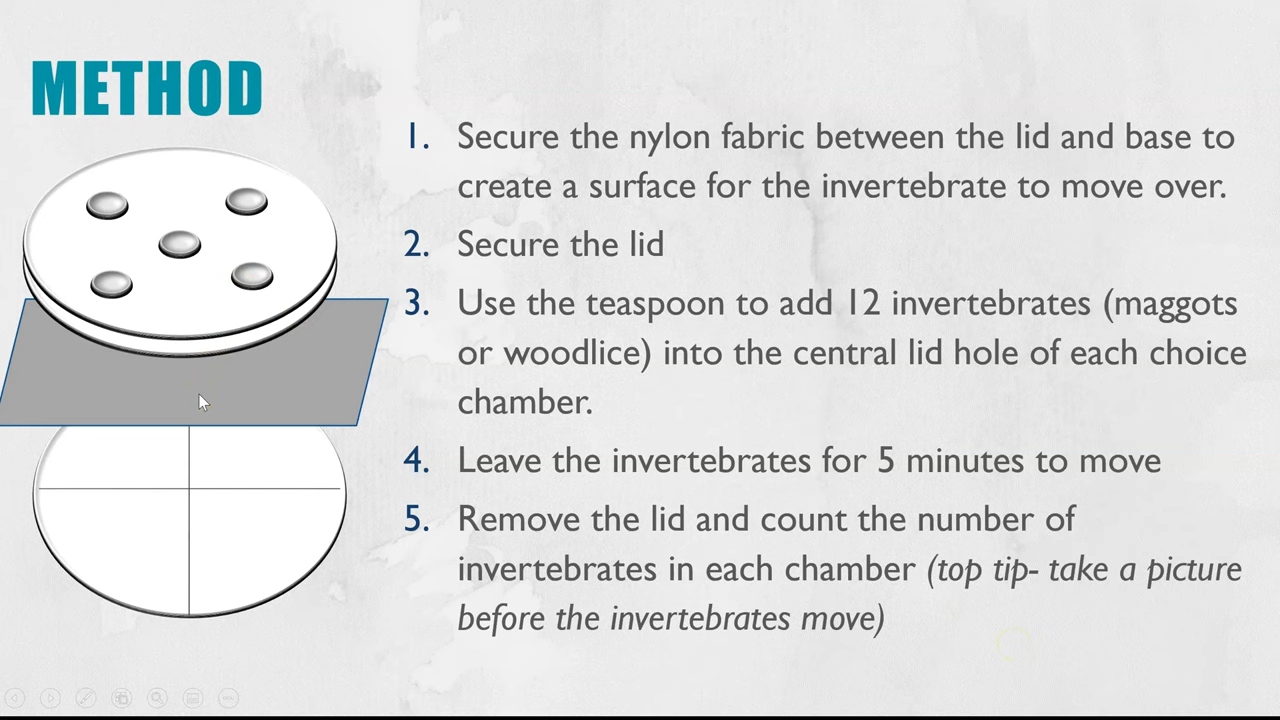 METHOD
1. Secure the nylon fabric between the lid and base to
create a surface for the invertebrate to move over.
2. Secure the lid
3. Use the teaspoon to add 12 invertebrates (maggots
or woodlice) into the central lid hole of each choice
chamber.
4. Leave the invertebrates for 5 minutes to move
5. Remove the lid and count the number of
invertebrates in each chamber (top tip- take a picture
before the invertebrates move)